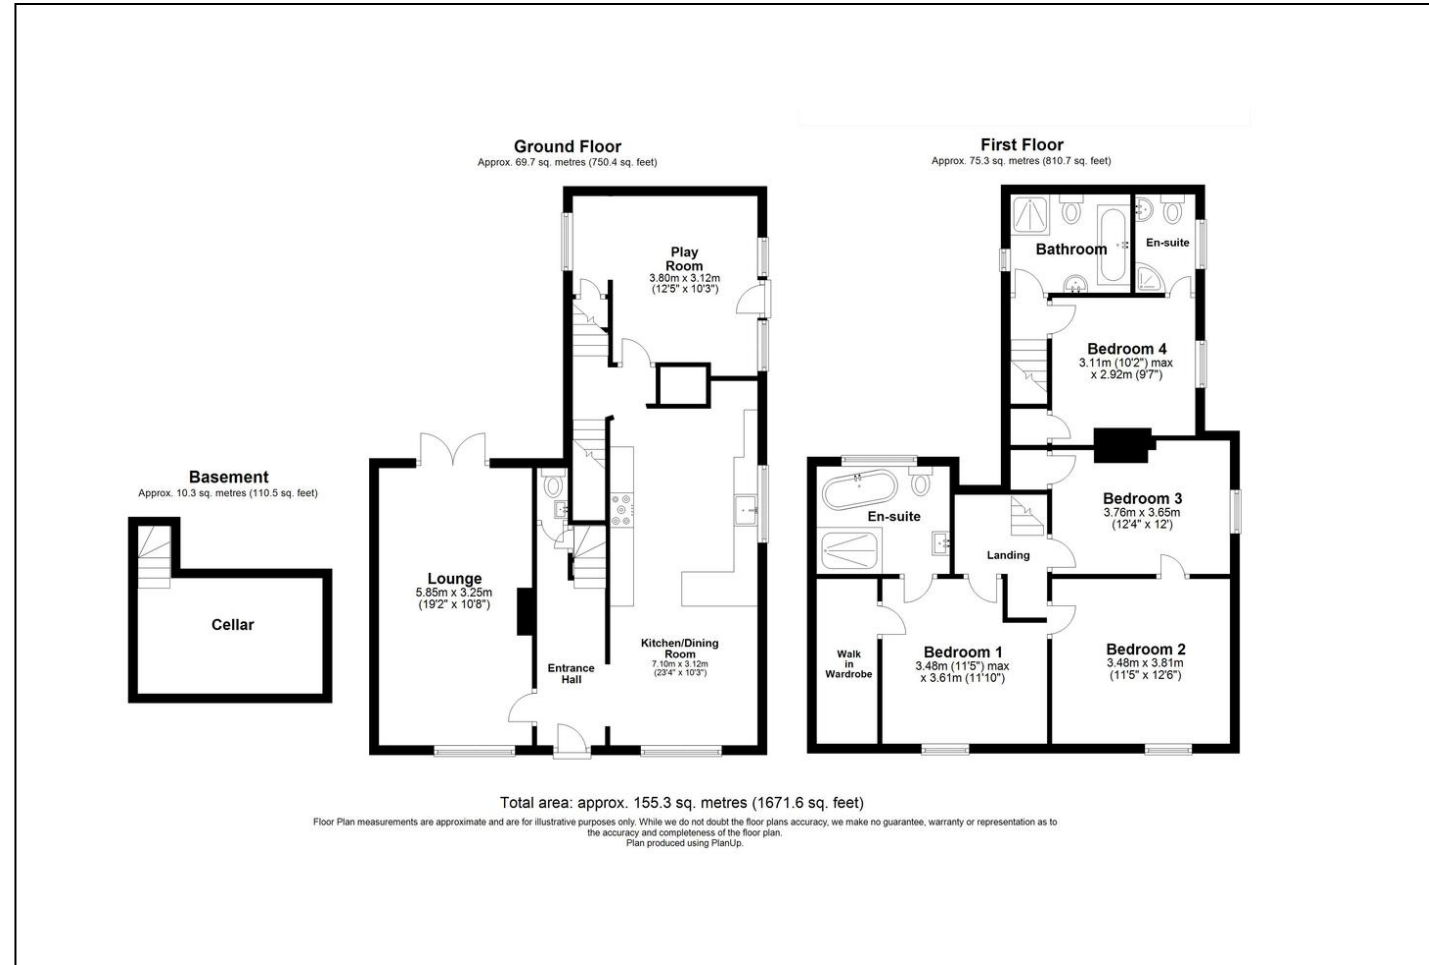 Ground Floor
Approx. 69.7 sq. metres (750.4 sq. feet)
First Floor
Approx. 75.3 sq. metres (810.7 sq. feet)
Basement
Approx. 10.3 sq. metres (110.5 sq. feet)
Cellar
Play
Room
3.80m x 3.12m
(12'5" x 10'3")
Lounge
5.85m x 3.25m
(19'2" x 10'8")
Entrance
Hall
Kitchen/Dining
Room
7.10m x 3.12m
(23'4" x 10'3")
Bathroom
En-suite
Bedroom 4
3.11m (10'2") max
x 2.92m (9'7")
Bedroom 3
3.76m x 3.65m
(12'4" x 12')
En-suite
Landing
Walk
in
Wardrobe
Bedroom 1
3.48m (11'5") max
x 3.61m (11'10")
Bedroom 2
3.48m x 3.81m
(11'5" x 12'6")
Total area: approx. 155.3 sq. metres (1671.6 sq. feet)
Floor Plan measurements are approximate and are for illustrative purposes only. While we do not doubt the floor plans accuracy, we make no guarantee, warranty or representation as to
the accuracy and completeness of the floor plan.
Plan produced using PlanUp.